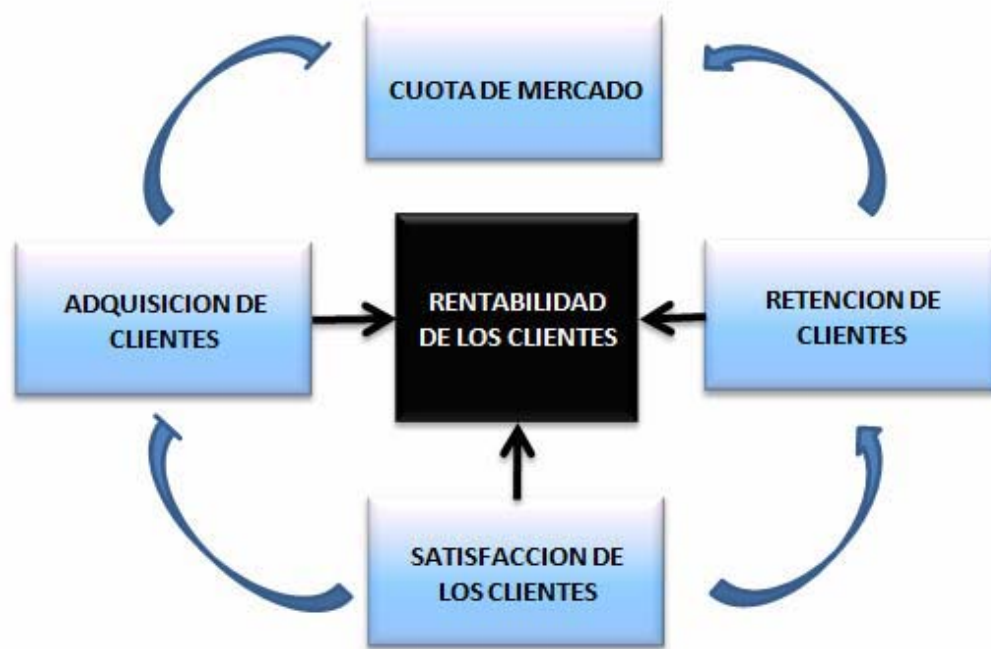 CUOTA DE MERCADO
ADQUISICION DE
CLIENTES
RENTABILIDAD
DE LOS CLIENTES
RETENCION DE
CLIENTES
SATISFACCION DE
LOS CLIENTES